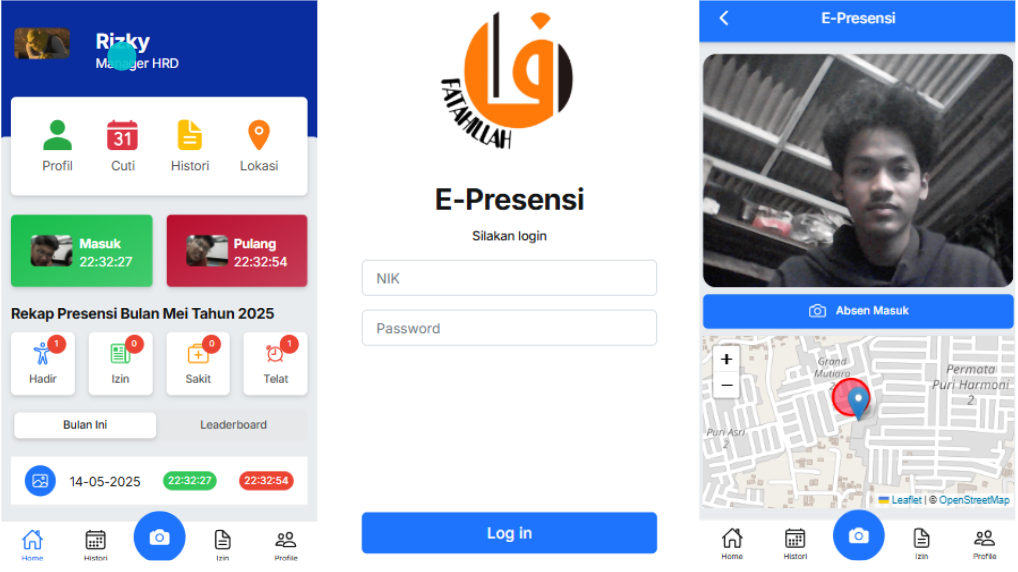 Rizky
Manager HRD
31
Profil
Cuti
Histori
Lokasi
Masuk
22:32:27
Pulang
22:32:54
Rekap Presensi Bulan Mei Tahun 2025
1
0
0
1
Hadir
Izin
Sakit
Telat
Bulan Ini
Leaderboard
14-05-2025
22:32:27
22:32:54
Home
Histori
Izin
Profile
FATAHILLAH
E-Presensi
Silakan login
NIK
Password
Log in
E-Presensi
Absen Masuk
+
−
Grand
Mutiara
2
Permata
Puri Harmoni
2
Puri Asri
2
Leaflet | © OpenStreetMap
Home
Histori
Izin
Profile